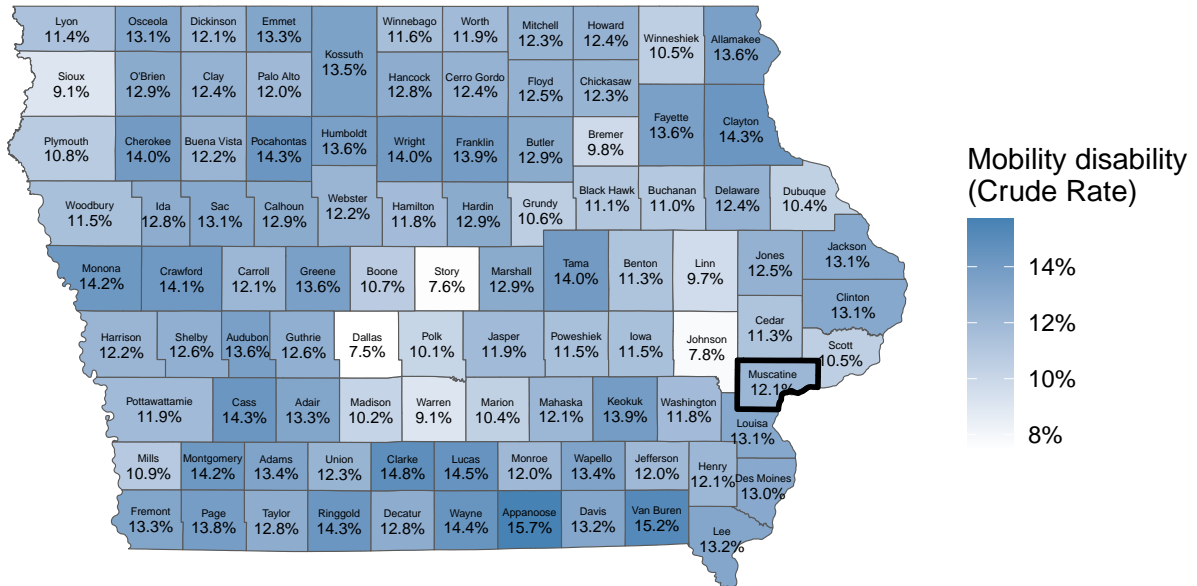 Lyon
11.4%
Osceola
13.1%
Dickinson
12.1%
Emmet
13.3%
Kossuth
13.5%
Winnebago
11.6%
Worth
11.9%
Mitchell
12.3%
Howard
12.4%
Winneshiek
10.5%
Allamakee
13.6%
Sioux
9.1%
O'Brien
12.9%
Clay
12.4%
Palo Alto
12.0%
Hancock
12.8%
Cerro Gordo
12.4%
Floyd
12.5%
Chickasaw
12.3%
Fayette
13.6%
Clayton
14.3%
Plymouth
10.8%
Cherokee
14.0%
Buena Vista
12.2%
Pocahontas
14.3%
Humboldt
13.6%
Wright
14.0%
Franklin
13.9%
Butler
12.9%
Bremer
9.8%
Woodbury
11.5%
Ida
12.8%
Sac
13.1%
Calhoun
12.9%
Webster
12.2%
Hamilton
11.8%
Hardin
12.9%
Grundy
10.6%
Black Hawk
11.1%
Buchanan
11.0%
Delaware
12.4%
Dubuque
10.4%
Monona
14.2%
Crawford
14.1%
Carroll
12.1%
Greene
13.6%
Boone
10.7%
Story
7.6%
Marshall
12.9%
Tama
14.0%
Benton
11.3%
Linn
9.7%
Jones
12.5%
Jackson
13.1%
Clinton
13.1%
Harrison
12.2%
Shelby
12.6%
Audubon
13.6%
Guthrie
12.6%
Dallas
7.5%
Polk
10.1%
Jasper
11.9%
Poweshiek
11.5%
Iowa
11.5%
Johnson
7.8%
Cedar
11.3%
Scott
10.5%
Muscatine
12.1%
Pottawattamie
11.9%
Cass
14.3%
Adair
13.3%
Madison
10.2%
Warren
9.1%
Marion
10.4%
Mahaska
12.1%
Keokuk
13.9%
Washington
11.8%
Louisa
13.1%
Mills
10.9%
Montgomery
14.2%
Adams
13.4%
Union
12.3%
Clarke
14.8%
Lucas
14.5%
Monroe
12.0%
Wapello
13.4%
Jefferson
12.0%
Henry
12.1%
Des Moines
13.0%
Fremont
13.3%
Page
13.8%
Taylor
12.8%
Ringgold
14.3%
Decatur
12.8%
Wayne
14.4%
Appanoose
15.7%
Davis
13.2%
Van Buren
15.2%
Lee
13.2%
Mobility disability
(Crude Rate)
14%
12%
10%
8%